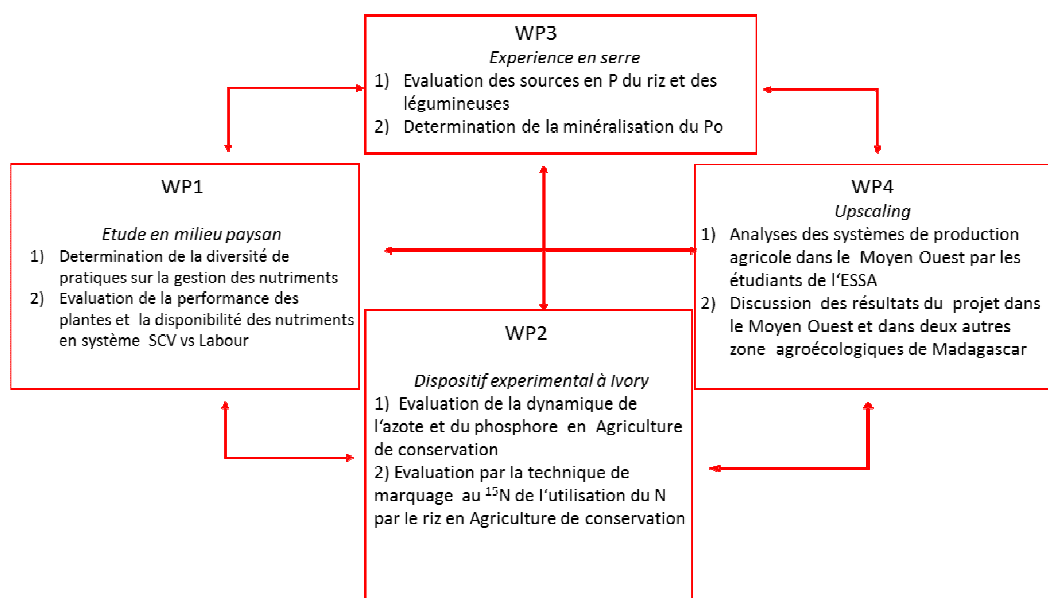 WP3
Experience en serre
1) Evaluation des sources en P du riz et des
légumineuses
2) Determination de la minéralisation du Po
WP1
Etude en milieu paysan
1) Determination de la diversité de
pratiques sur la gestion des nutriments
2) Evaluation de la performance des
plantes et la disponibilité des nutriments
en système SCV vs Labour
WP4
Upscaling
1) Analyses des systèmes de production
agricole dans le Moyen Ouest par les
étudiants de l‘ESSA
2) Discussion des résultats du projet dans
le Moyen Ouest et dans deux autres
zone agroécologiques de Madagascar
WP2
Dispositif experimental à Ivory
1) Evaluation de la dynamique de
l‘azote et du phosphore en Agriculture
de conservation
2) Evaluation par la technique de
marquage au ¹⁵N de l‘utilisation du N
par le riz en Agriculture de conservation